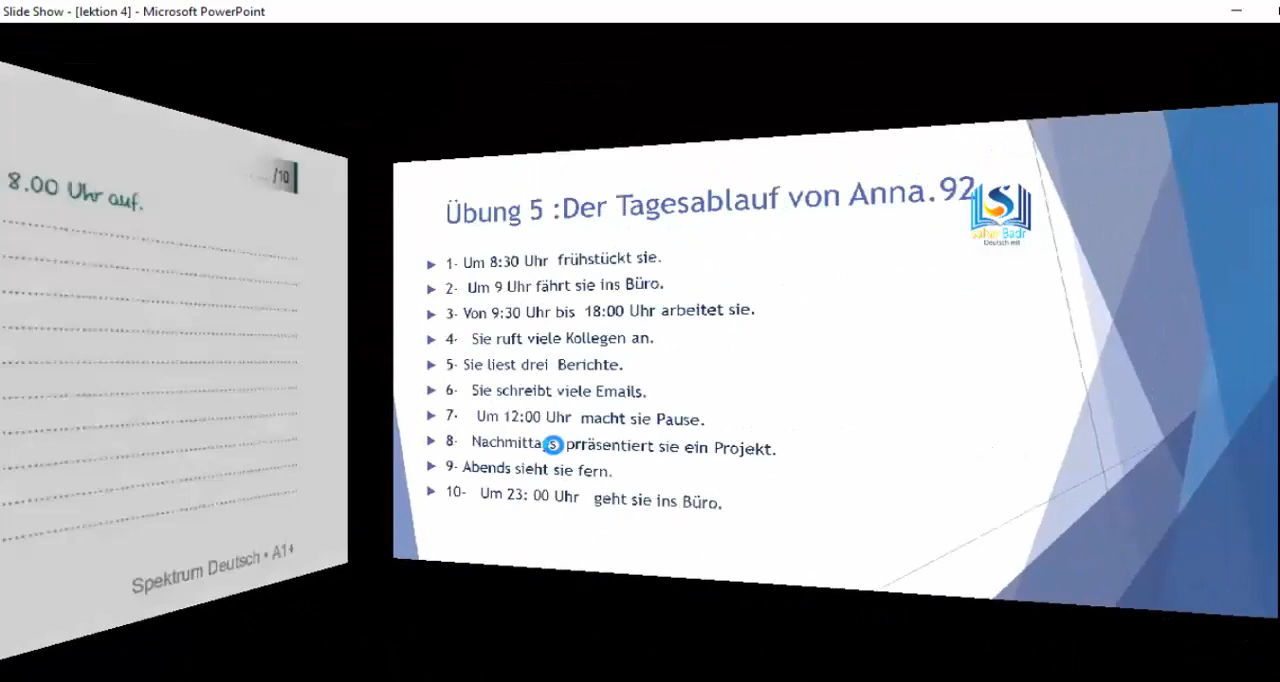 Slide Show - [lektion 4] - Microsoft PowerPoint
/10
8.00 Uhr auf.
Spektrum Deutsch • A1+
Übung 5 :Der Tagesablauf von Anna.92
Badr
Deutsch mit
1- Um 8:30 Uhr frühstückt sie.
2- Um 9 Uhr fährt sie ins Büro.
3- Von 9:30 Uhr bis 18:00 Uhr arbeitet sie.
4- Sie ruft viele Kollegen an.
5- Sie liest drei Berichte.
6- Sie schreibt viele Emails.
7- Um 12:00 Uhr macht sie Pause.
8- prräsentiert sie ein Projekt.
9- Abends sieht sie fern.
10- Um 23: 00 Uhr geht sie ins Büro.